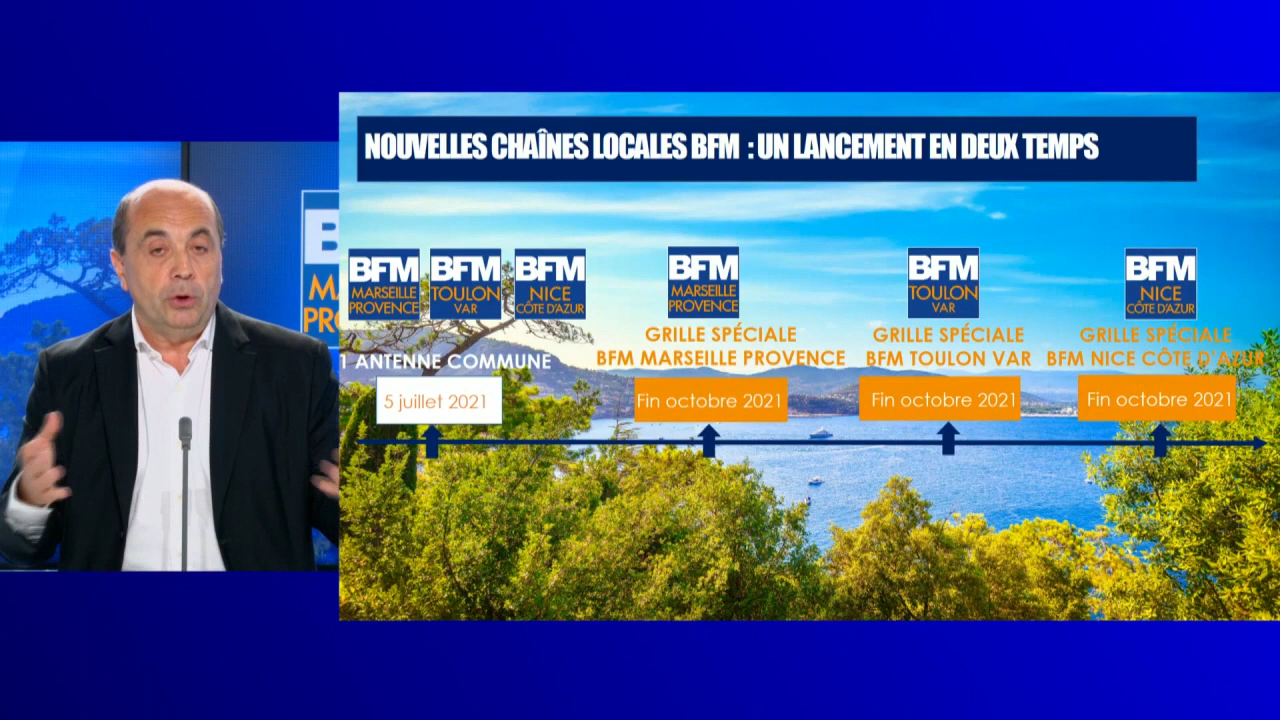 NOUVELLES CHAÎNES LOCALES BFM : UN LANCEMENT EN DEUX TEMPS
BFM
MARSEILLE
PROVENCE
BFM
TOULON
VAR
BFM
NICE
CÔTE D'AZUR
BFM
MARSEILLE
PROVENCE
BFM
TOULON
VAR
BFM
NICE
CÔTE D'AZUR
1 ANTENNE COMMUNE
5 juillet 2021
GRILLE SPÉCIALE
BFM MARSEILLE PROVENCE
Fin octobre 2021
GRILLE SPÉCIALE
BFM TOULON VAR
Fin octobre 2021
GRILLE SPÉCIALE
BFM NICE CÔTE D'AZUR
Fin octobre 2021